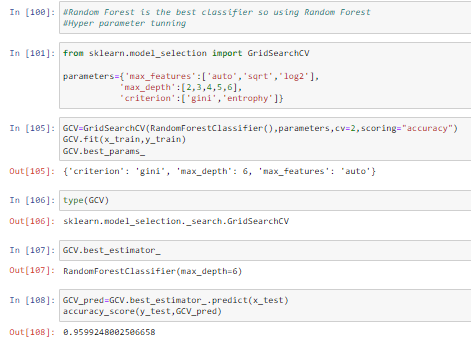 In [100]: #Random Forest is the best classifier so using Random Forest
#Hyper parameter tunning
In [101]: from sklearn.model_selection import GridSearchCV
parameters={'max_features':['auto','sqrt','log2'],
'max_depth':[2,3,4,5,6],
'criterion':['gini','entrophy']}
In [105]: GCV=GridSearchCV(RandomForestClassifier(),parameters,cv=2,scoring="accuracy")
GCV.fit(x_train,y_train)
GCV.best_params_
Out[105]: {'criterion': 'gini', 'max_depth': 6, 'max_features': 'auto'}
In [106]: type(GCV)
Out[106]: sklearn.model_selection._search.GridSearchCV
In [107]: GCV.best_estimator_
Out[107]: RandomForestClassifier(max_depth=6)
In [108]: GCV_pred=GCV.best_estimator_.predict(x_test)
accuracy_score(y_test,GCV_pred)
Out[108]: 0.9599248002506658